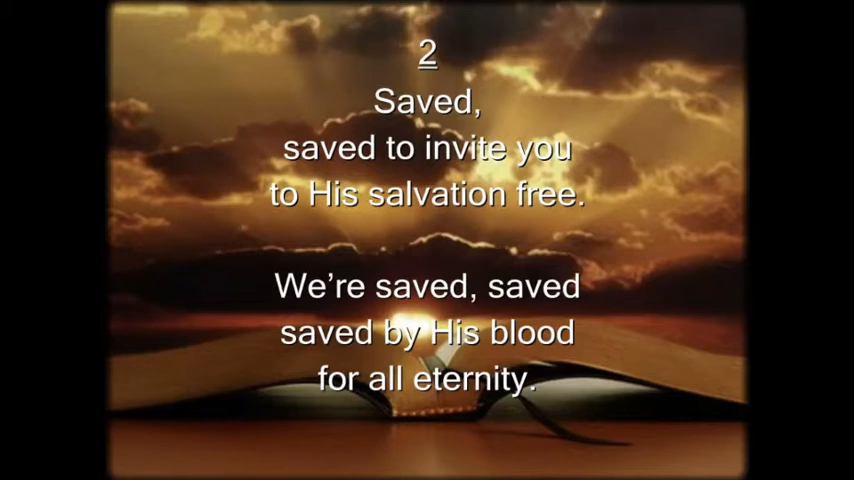 2
Saved,
saved to invite you
to His salvation free.
We're saved, saved
saved by His blood
for all eternity.